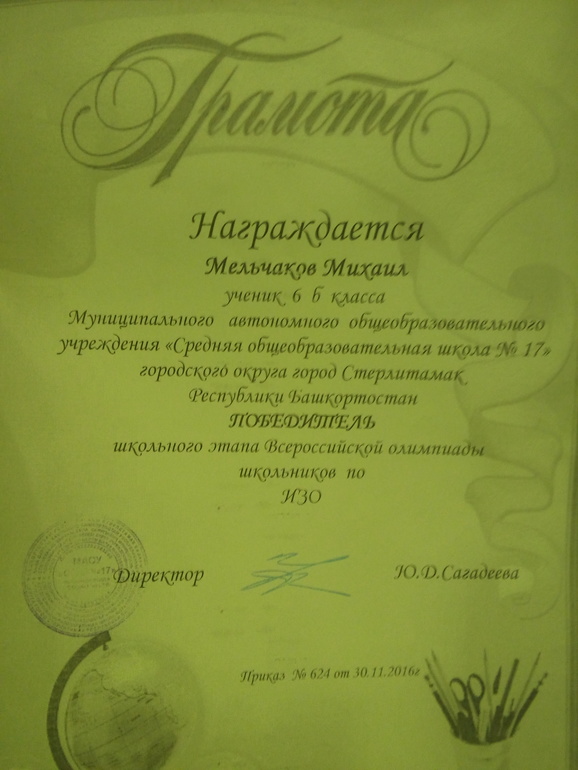 Грамота
Награждается
Мельчаков Михаил
ученик 6 б класса
Муниципального автономного общеобразовательного
учреждения «Средняя общеобразовательная школа № 17»
городского округа город Стерлитамак
Республики Башкортостан
ПОБЕДИТЕЛЬ
школьного этапа Всероссийской олимпиады
школьников по
ИЗО
Директор Ю.Д.Сагадеева
Приказ № 624 от 30.11.2016г